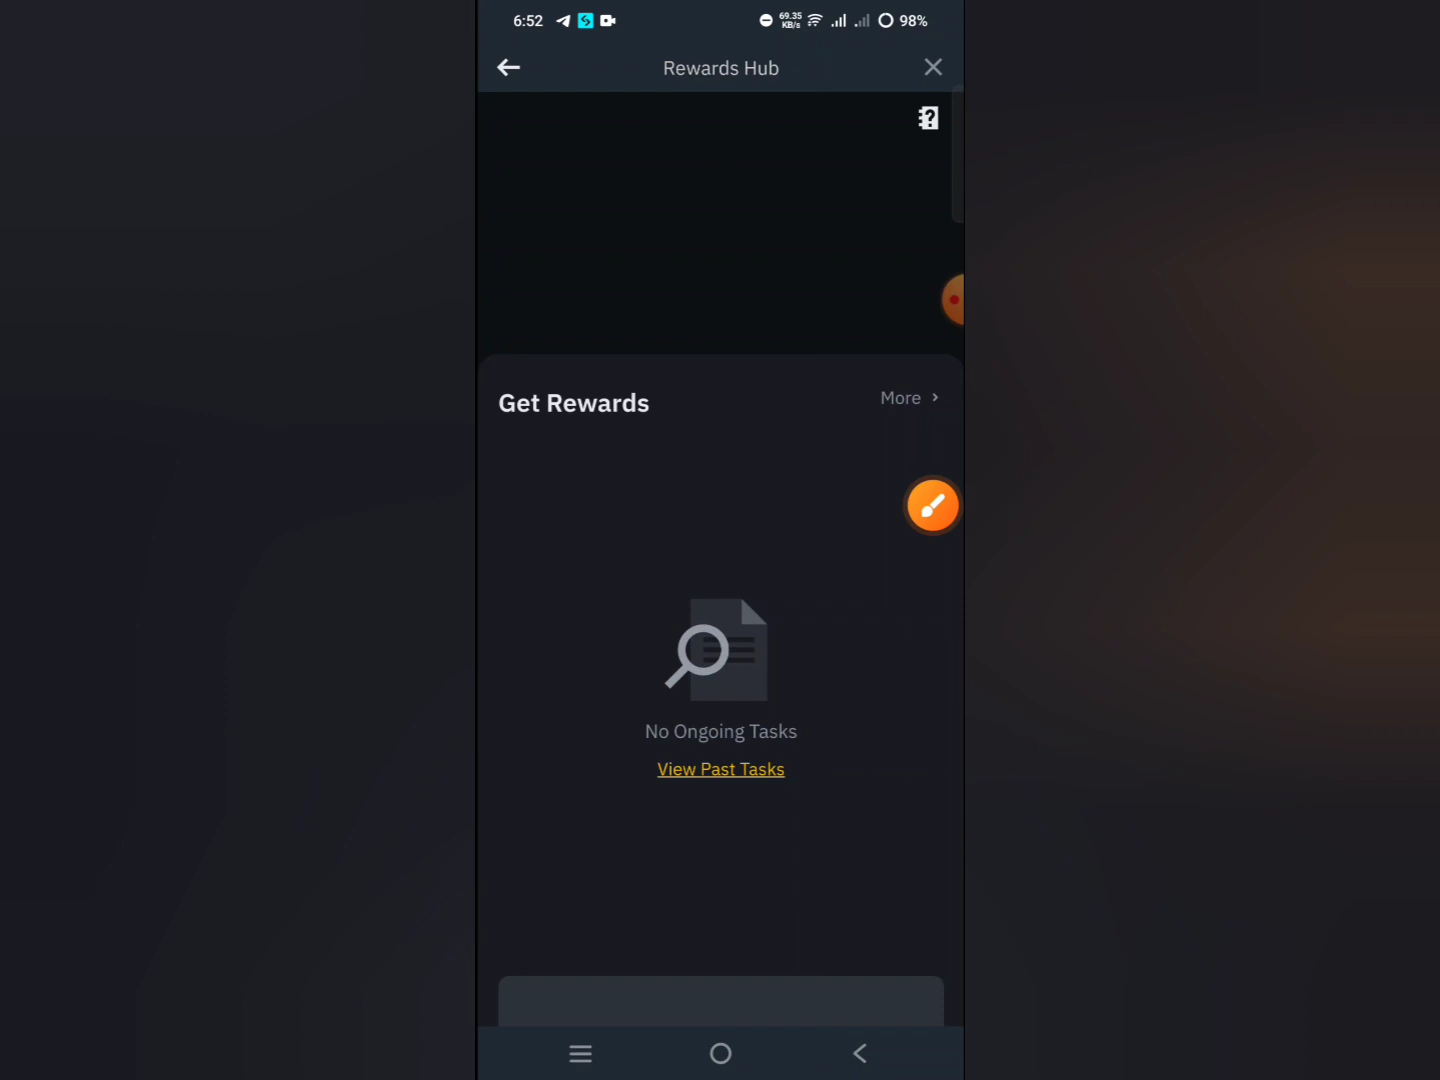 6:52
69.35
KB/s
98%
Rewards Hub
Get Rewards
More
No Ongoing Tasks
View Past Tasks